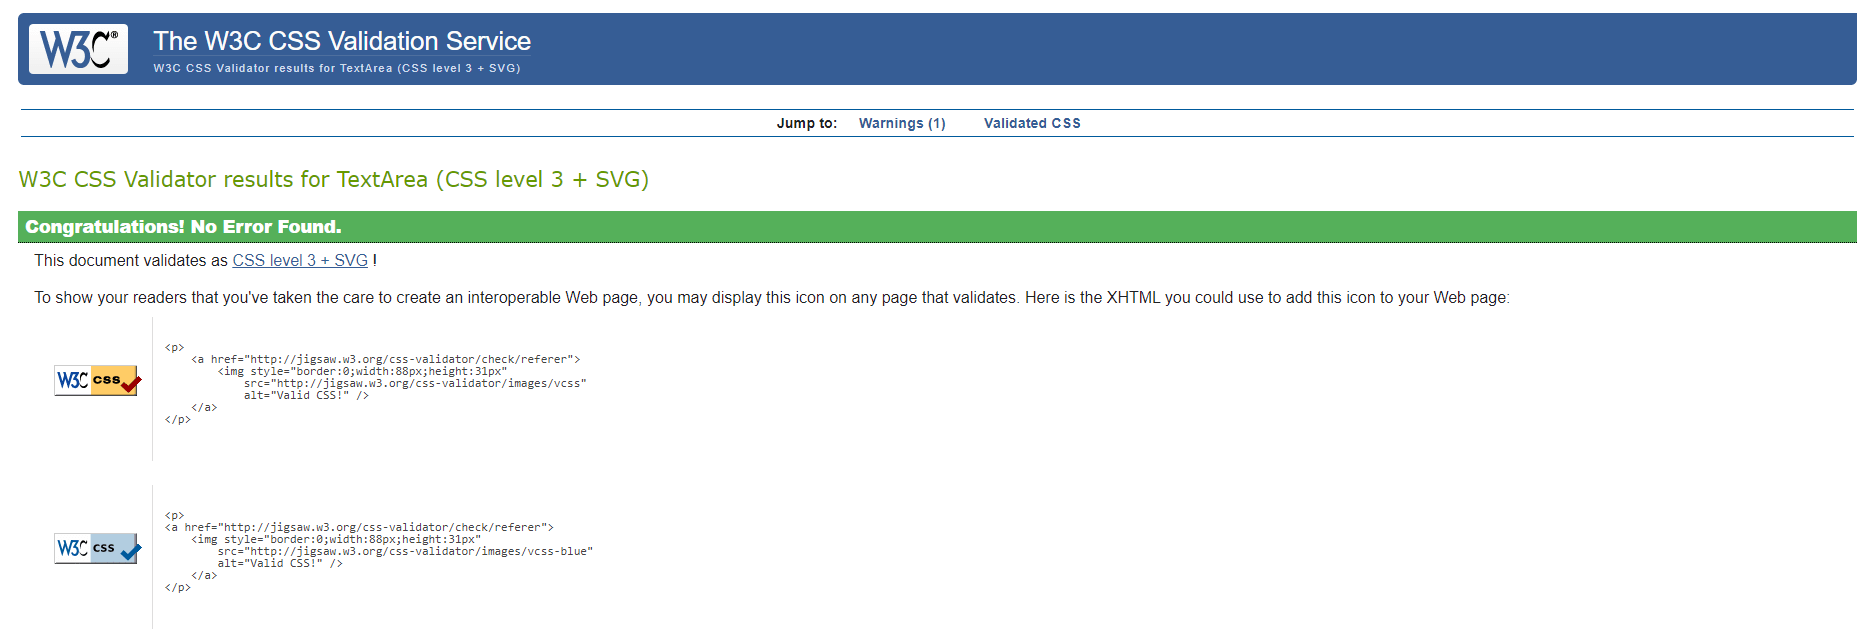 W3C®
The W3C CSS Validation Service
W3C CSS Validator results for TextArea (CSS level 3 + SVG)
Jump to: Warnings (1) Validated CSS
W3C CSS Validator results for TextArea (CSS level 3 + SVG)
Congratulations! No Error Found.
This document validates as CSS level 3 + SVG !
To show your readers that you've taken the care to create an interoperable Web page, you may display this icon on any page that validates. Here is the XHTML you could use to add this icon to your Web page:
W3C css
<p>
<a href="http://jigsaw.w3.org/css-validator/check/referer">
<img style="border:0;width:88px;height:31px"
src="http://jigsaw.w3.org/css-validator/images/vcss"
alt="Valid CSS!" />
</a>
</p>
W3C css
<p>
<a href="http://jigsaw.w3.org/css-validator/check/referer">
<img style="border:0;width:88px;height:31px"
src="http://jigsaw.w3.org/css-validator/images/vcss-blue"
alt="Valid CSS!" />
</a>
</p>